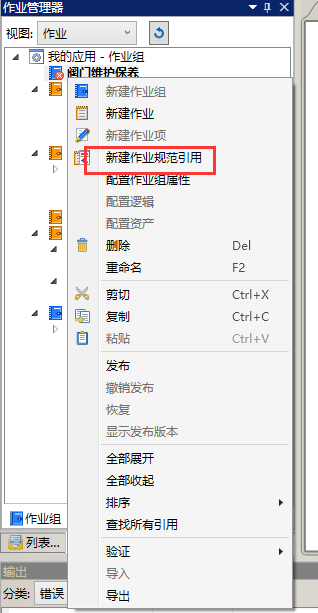 作业管理器
视图: 作业
我的应用 - 作业组
阀门维护保养
新建作业组
新建作业
新建作业项
新建作业规范引用
配置作业组属性
配置逻辑
配置资产
删除 Del
重命名 F2
剪切 Ctrl+X
复制 Ctrl+C
粘贴 Ctrl+V
发布
撤销发布
恢复
显示发布版本
全部展开
全部收起
排序
查找所有引用
验证
导入
导出
作业组
列表...
输出
分类: 错误